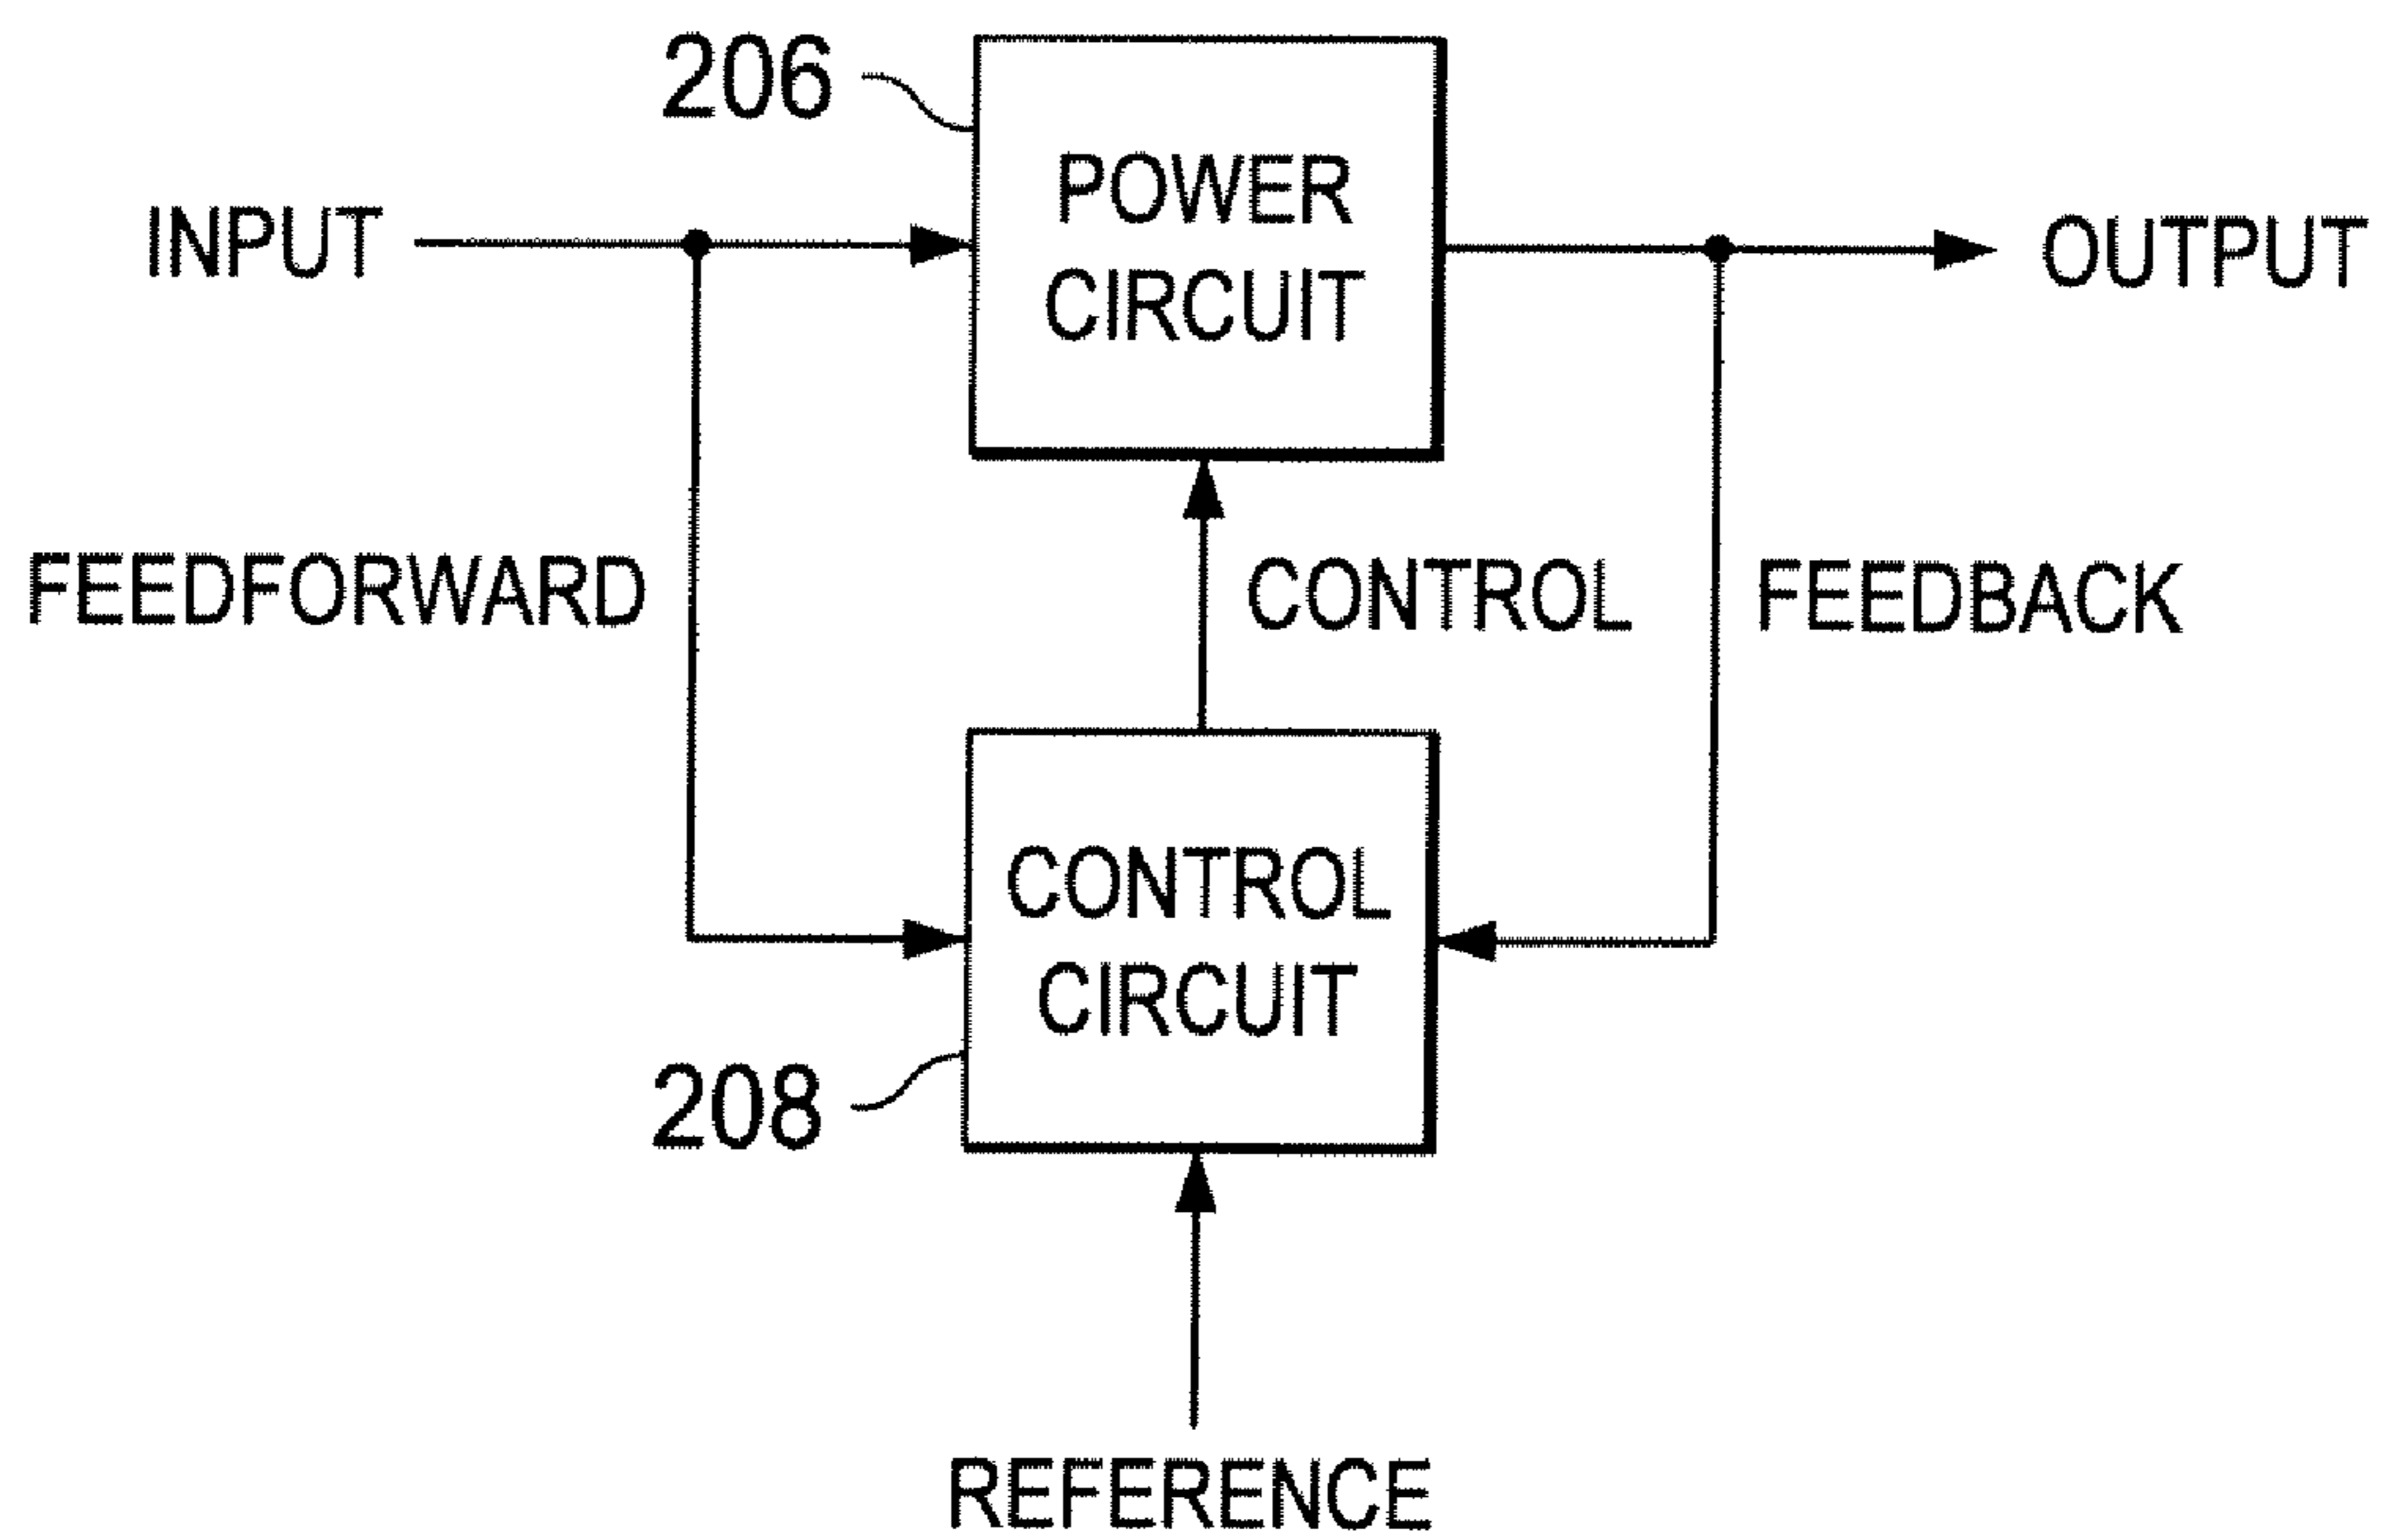 206
POWER
CIRCUIT
INPUT
OUTPUT
FEEDFORWARD
CONTROL
FEEDBACK
CONTROL
CIRCUIT
208
REFERENCE